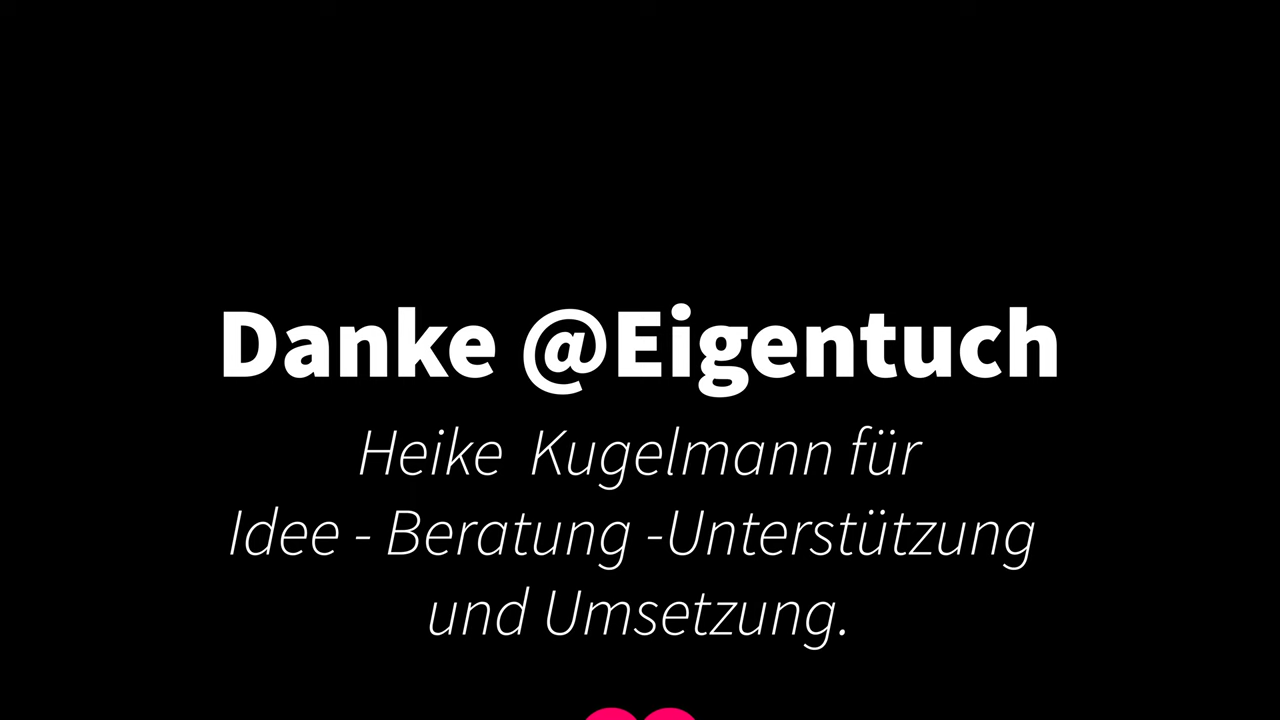 Danke @Eigentuch
Heike  Kugelmann für
Idee - Beratung -Unterstützung
und Umsetzung.